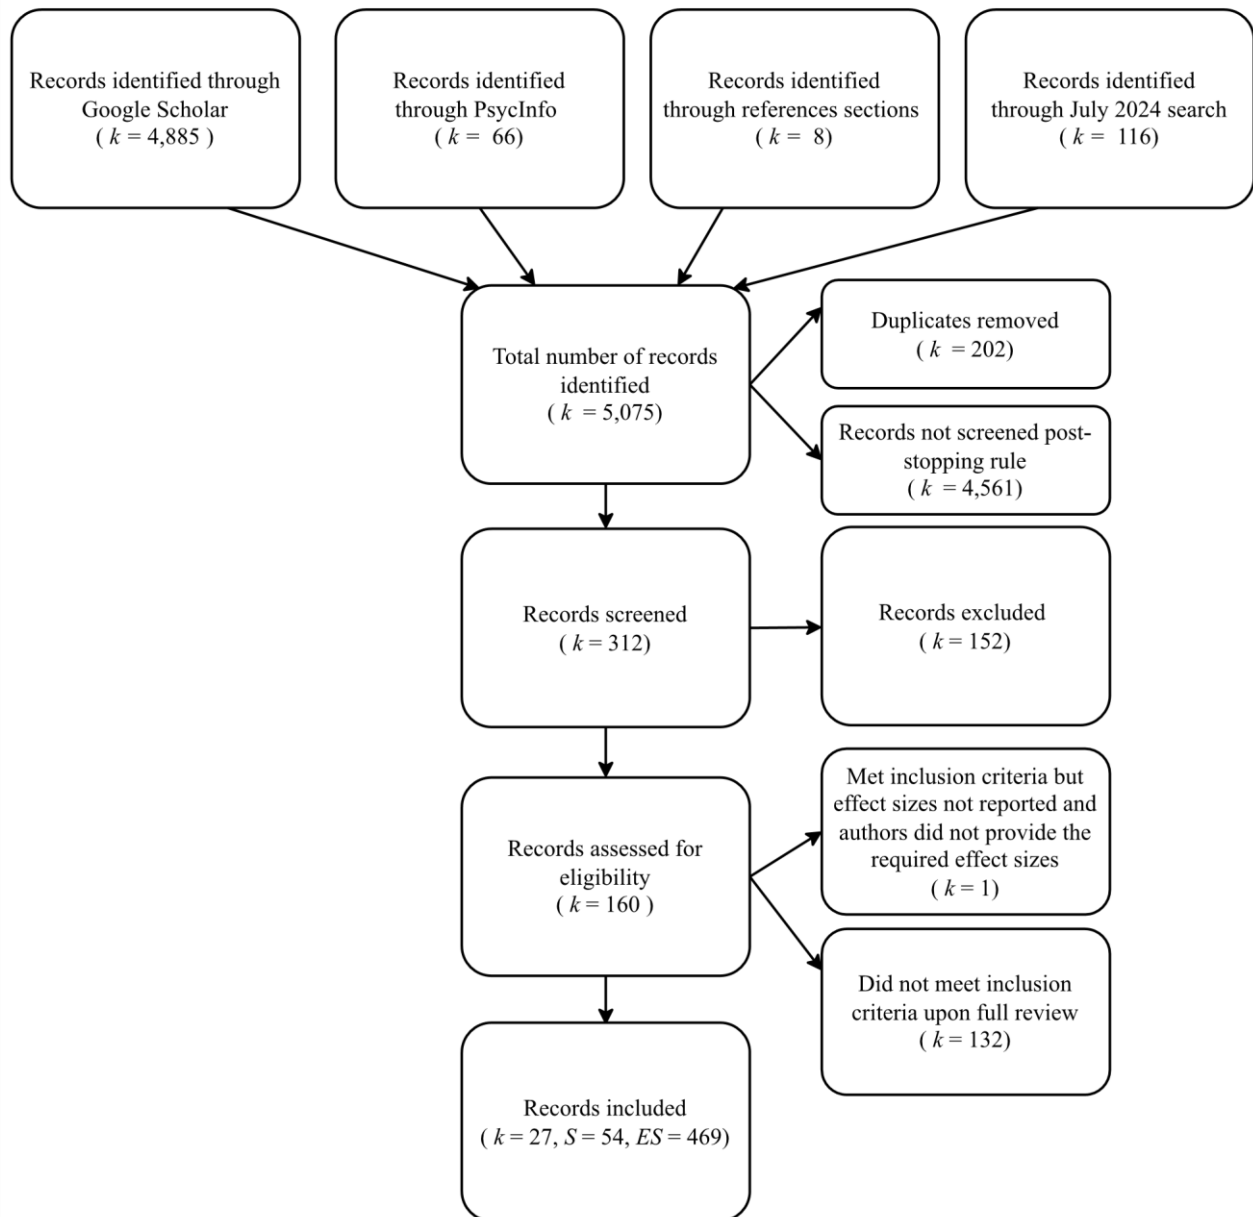 Records identified through
Google Scholar
( k = 4,885 )
Records identified
through PsycInfo
( k = 66)
Records identified
through references sections
( k = 8)
Records identified
through July 2024 search
( k = 116)
Total number of records
identified
( k = 5,075)
Duplicates removed
( k = 202)
Records not screened post-
stopping rule
( k = 4,561)
Records screened
( k = 312)
Records excluded
( k = 152)
Records assessed for
eligibility
( k = 160 )
Met inclusion criteria but
effect sizes not reported and
authors did not provide the
required effect sizes
( k = 1)
Did not meet inclusion
criteria upon full review
( k = 132)
Records included
( k = 27, S = 54, ES = 469)